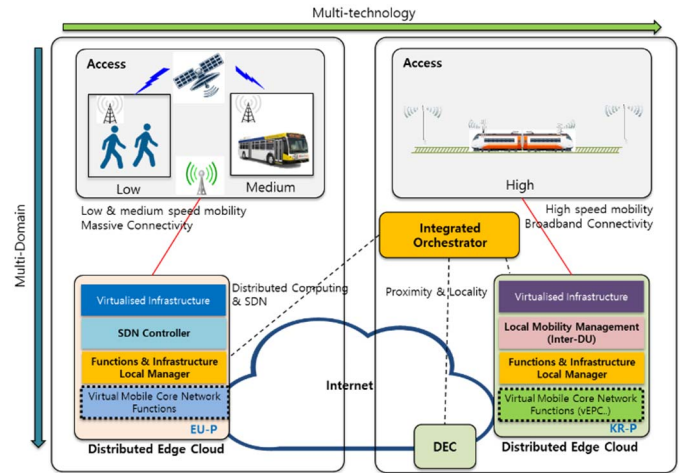 Multi-technology
Multi-Domain
Access
Low
Medium
Low & medium speed mobility
Massive Connectivity
Access
High
High speed mobility
Broadband Connectivity
Integrated
Orchestrator
Distributed Computing
& SDN
Proximity & Locality
Virtualised Infrastructure
SDN Controller
Functions & Infrastructure
Local Manager
Virtual Mobile Core Network
Functions
EU-P
Distributed Edge Cloud
Internet
DEC
Virtualised Infrastructure
Local Mobility Management
(Inter-DU)
Functions & Infrastructure
Local Manager
Virtual Mobile Core Network
Functions (vEPC..)
KR-P
Distributed Edge Cloud